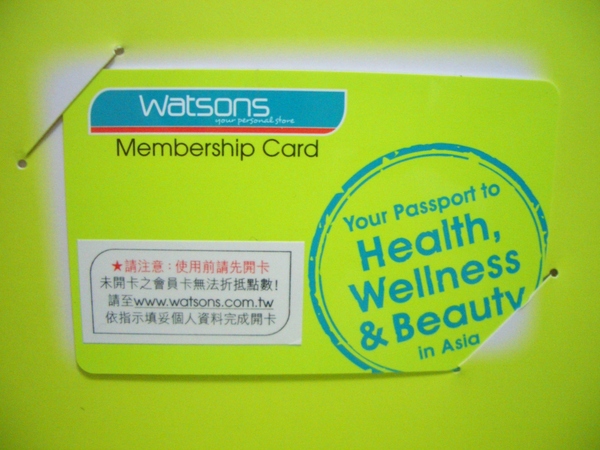 watsons
your personal store
Membership Card
Your Passport to
Health,
Wellness
& Beauty
in Asia
★請注意：使用前請先開卡
未開卡之會員卡無法折抵點數!
請至www.watsons.com.tw
依指示填妥個人資料完成開卡